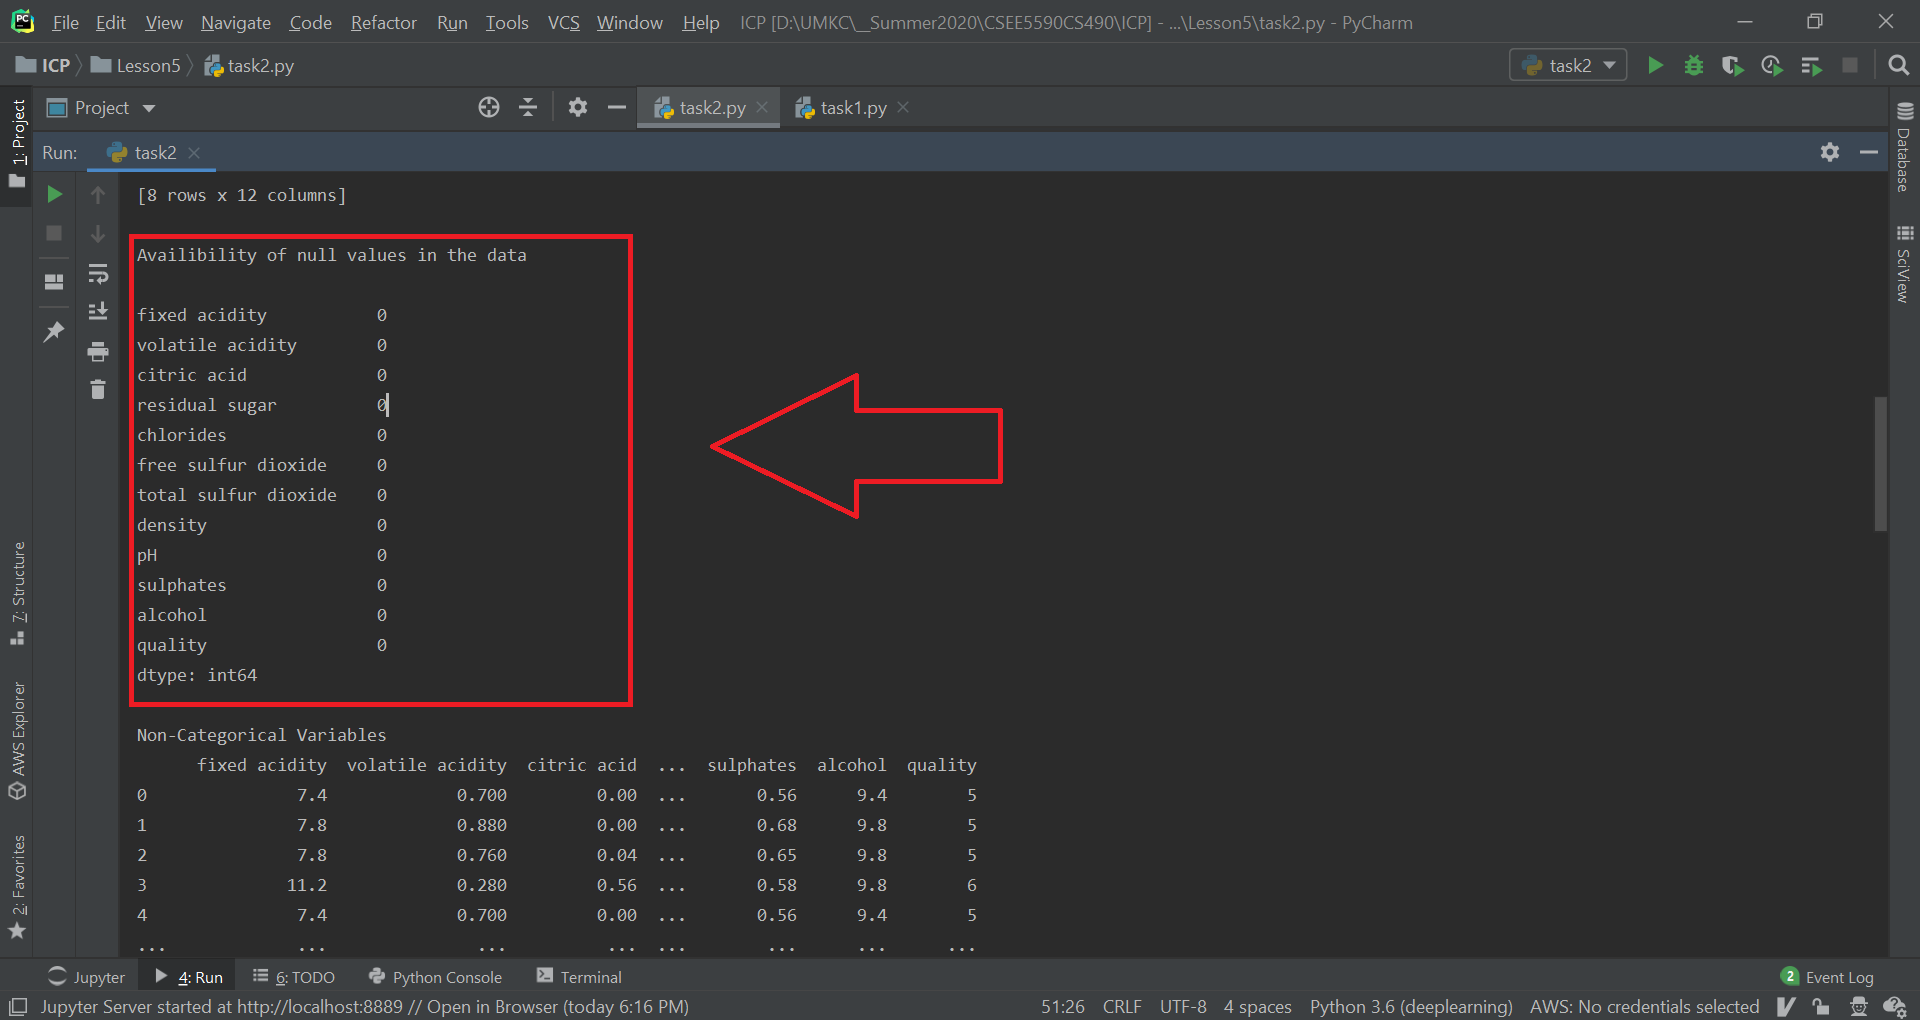 PC File Edit View Navigate Code Refactor Run Tools VCS Window Help ICP [D:\UMKC\__Summer2020\CSEE5590CS490\ICP] - ...\Lesson5\task2.py - PyCharm
ICP Lesson5 task2.py task2
Project task2.py task1.py
Run: task2
1: Project
7: Structure
AWS Explorer
2: Favorites
[8 rows x 12 columns]
Availibility of null values in the data
fixed acidity 0
volatile acidity 0
citric acid 0
residual sugar 0
chlorides 0
free sulfur dioxide 0
total sulfur dioxide 0
density 0
pH 0
sulphates 0
alcohol 0
quality 0
dtype: int64
Non-Categorical Variables
fixed acidity volatile acidity citric acid ... sulphates alcohol quality
0 7.4 0.700 0.00 ... 0.56 9.4 5
1 7.8 0.880 0.00 ... 0.68 9.8 5
2 7.8 0.760 0.04 ... 0.65 9.8 5
3 11.2 0.280 0.56 ... 0.58 9.8 6
4 7.4 0.700 0.00 ... 0.56 9.4 5
... ... ... ... ... ... ... ...
Database
SciView
Jupyter 4: Run 6: TODO Python Console Terminal 2 Event Log
Jupyter Server started at http://localhost:8889 // Open in Browser (today 6:16 PM) 51:26 CRLF UTF-8 4 spaces Python 3.6 (deeplearning) AWS: No credentials selected